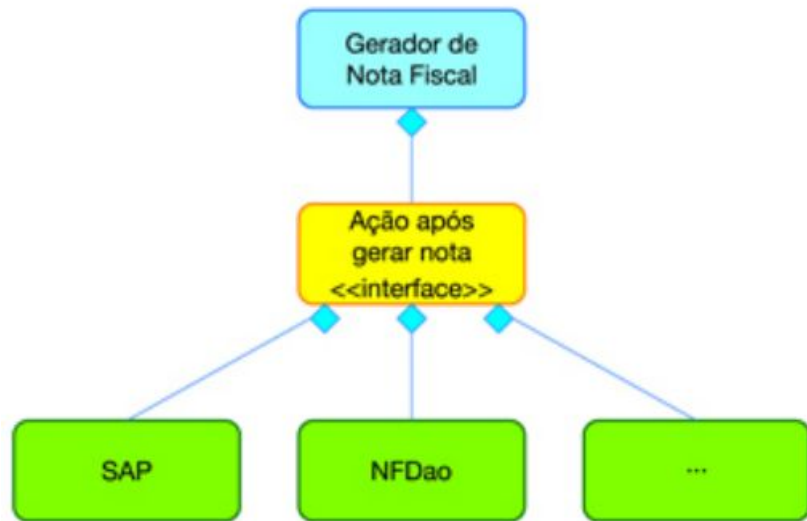 Gerador de
Nota Fiscal
Ação após
gerar nota
<<interface>>
SAP
NFDao
...